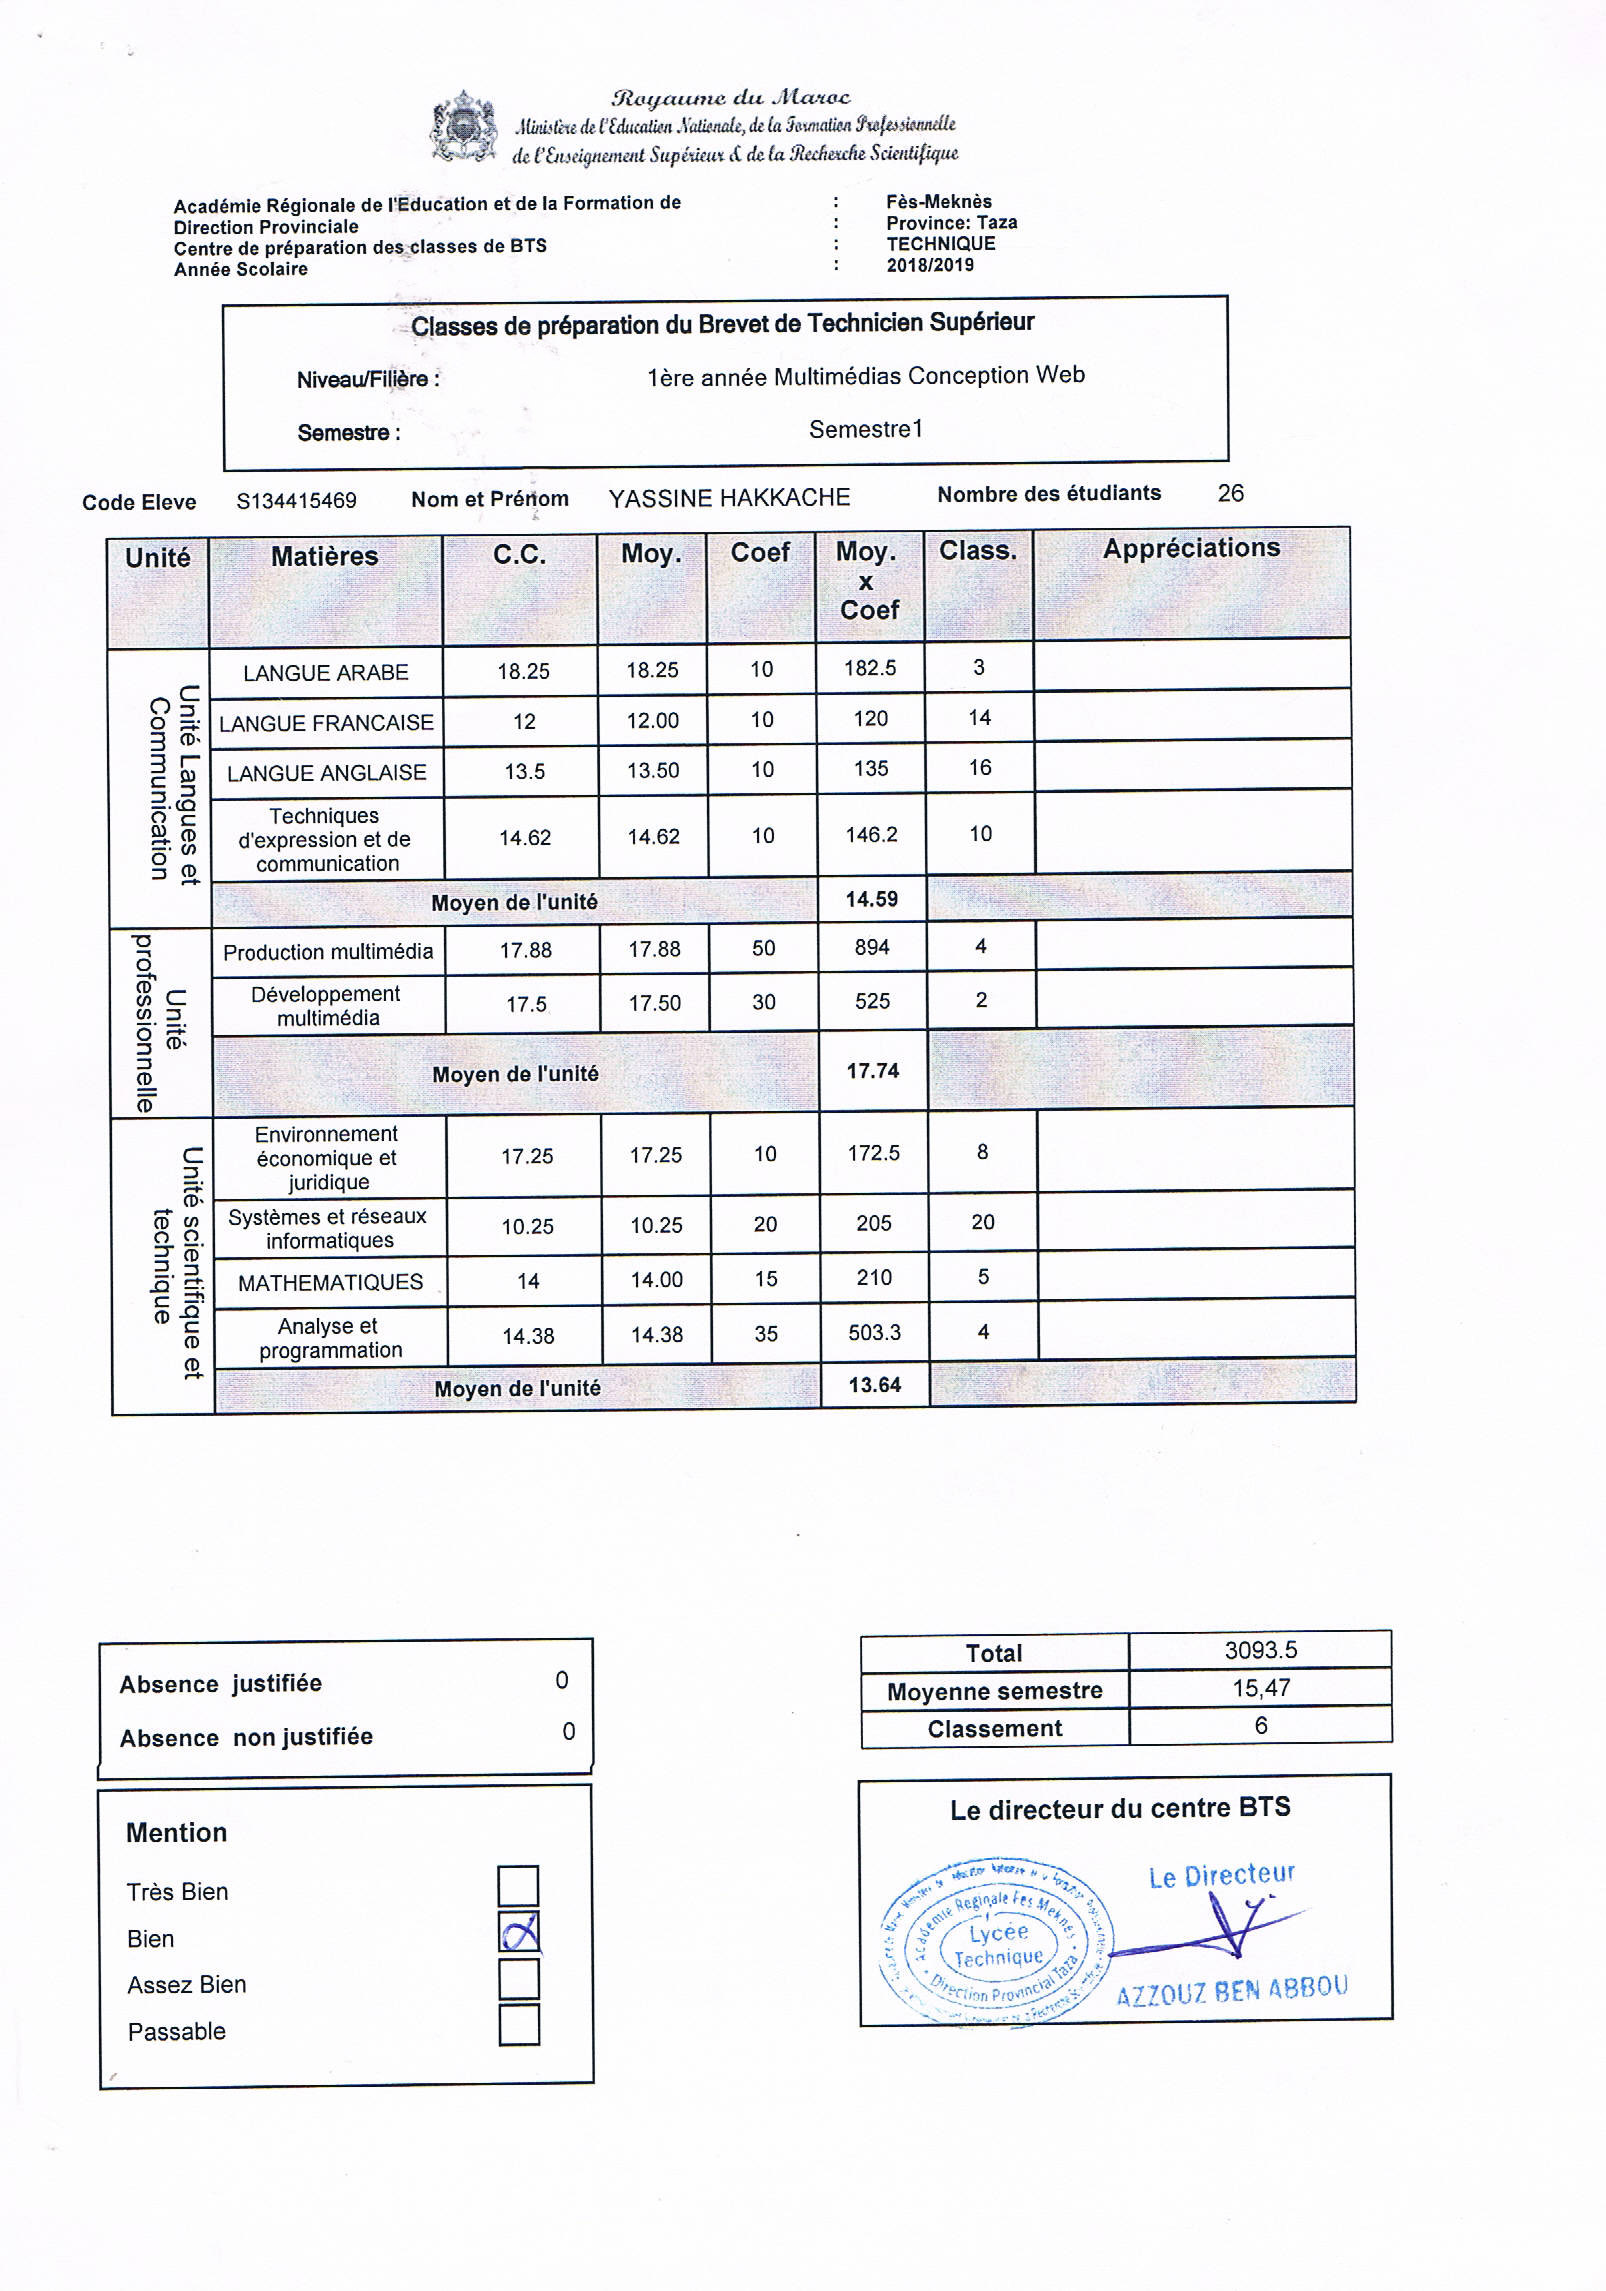 Royaume du Maroc
Ministère de l'Education Nationale, de la Formation Professionnelle
de l'Enseignement Supérieur & de la Recherche Scientifique
Académie Régionale de l'Education et de la Formation de : Fès-Meknès
Direction Provinciale : Province: Taza
Centre de préparation des classes de BTS : TECHNIQUE
Année Scolaire : 2018/2019
Classes de préparation du Brevet de Technicien Supérieur
Niveau/Filière : 1ère année Multimédias Conception Web
Semestre : Semestre1
Code Eleve S134415469 Nom et Prénom YASSINE HAKKACHE Nombre des étudiants 26
Unité Matières C.C. Moy. Coef Moy. x Coef Class. Appréciations
Unité Langues et Communication
LANGUE ARABE 18.25 18.25 10 182.5 3
LANGUE FRANCAISE 12 12.00 10 120 14
LANGUE ANGLAISE 13.5 13.50 10 135 16
Techniques d'expression et de communication 14.62 14.62 10 146.2 10
Moyen de l'unité 14.59
Unité professionnelle
Production multimédia 17.88 17.88 50 894 4
Développement multimédia 17.5 17.50 30 525 2
Moyen de l'unité 17.74
Unité scientifique et technique
Environnement économique et juridique 17.25 17.25 10 172.5 8
Systèmes et réseaux informatiques 10.25 10.25 20 205 20
MATHEMATIQUES 14 14.00 15 210 5
Analyse et programmation 14.38 14.38 35 503.3 4
Moyen de l'unité 13.64
Absence justifiée 0
Absence non justifiée 0
Total 3093.5
Moyenne semestre 15,47
Classement 6
Mention
Très Bien
Bien
Assez Bien
Passable
Le directeur du centre BTS
Le Directeur
Académie Régionale Fes Meknès
Lycée
Technique
Direction Provincial Taza
AZZOUZ BEN ABBOU